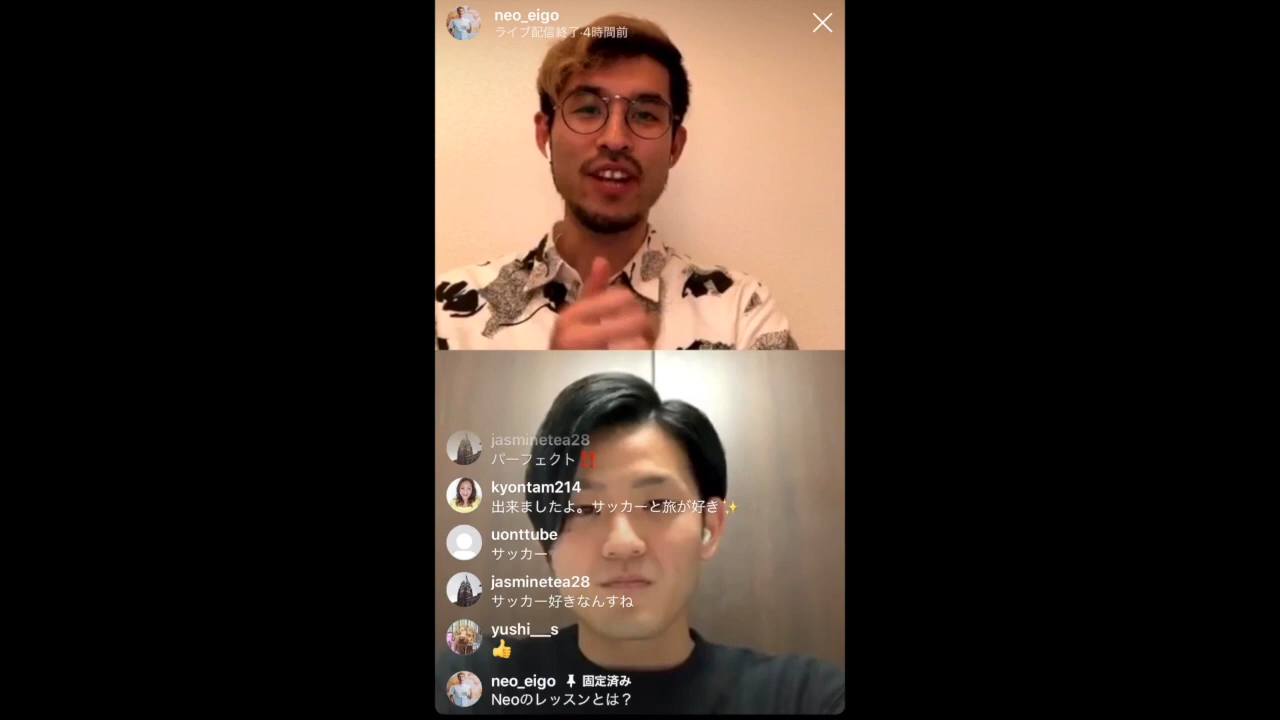 neo_eigo
ライブ配信終了·4時間前
jasminetea28
パーフェクト‼️
kyontam214
出来ましたよ。サッカーと旅が好き✨
uonttube
サッカー
jasminetea28
サッカー好きなんすね
yushi___s
👍
neo_eigo 固定済み
Neoのレッスンとは？